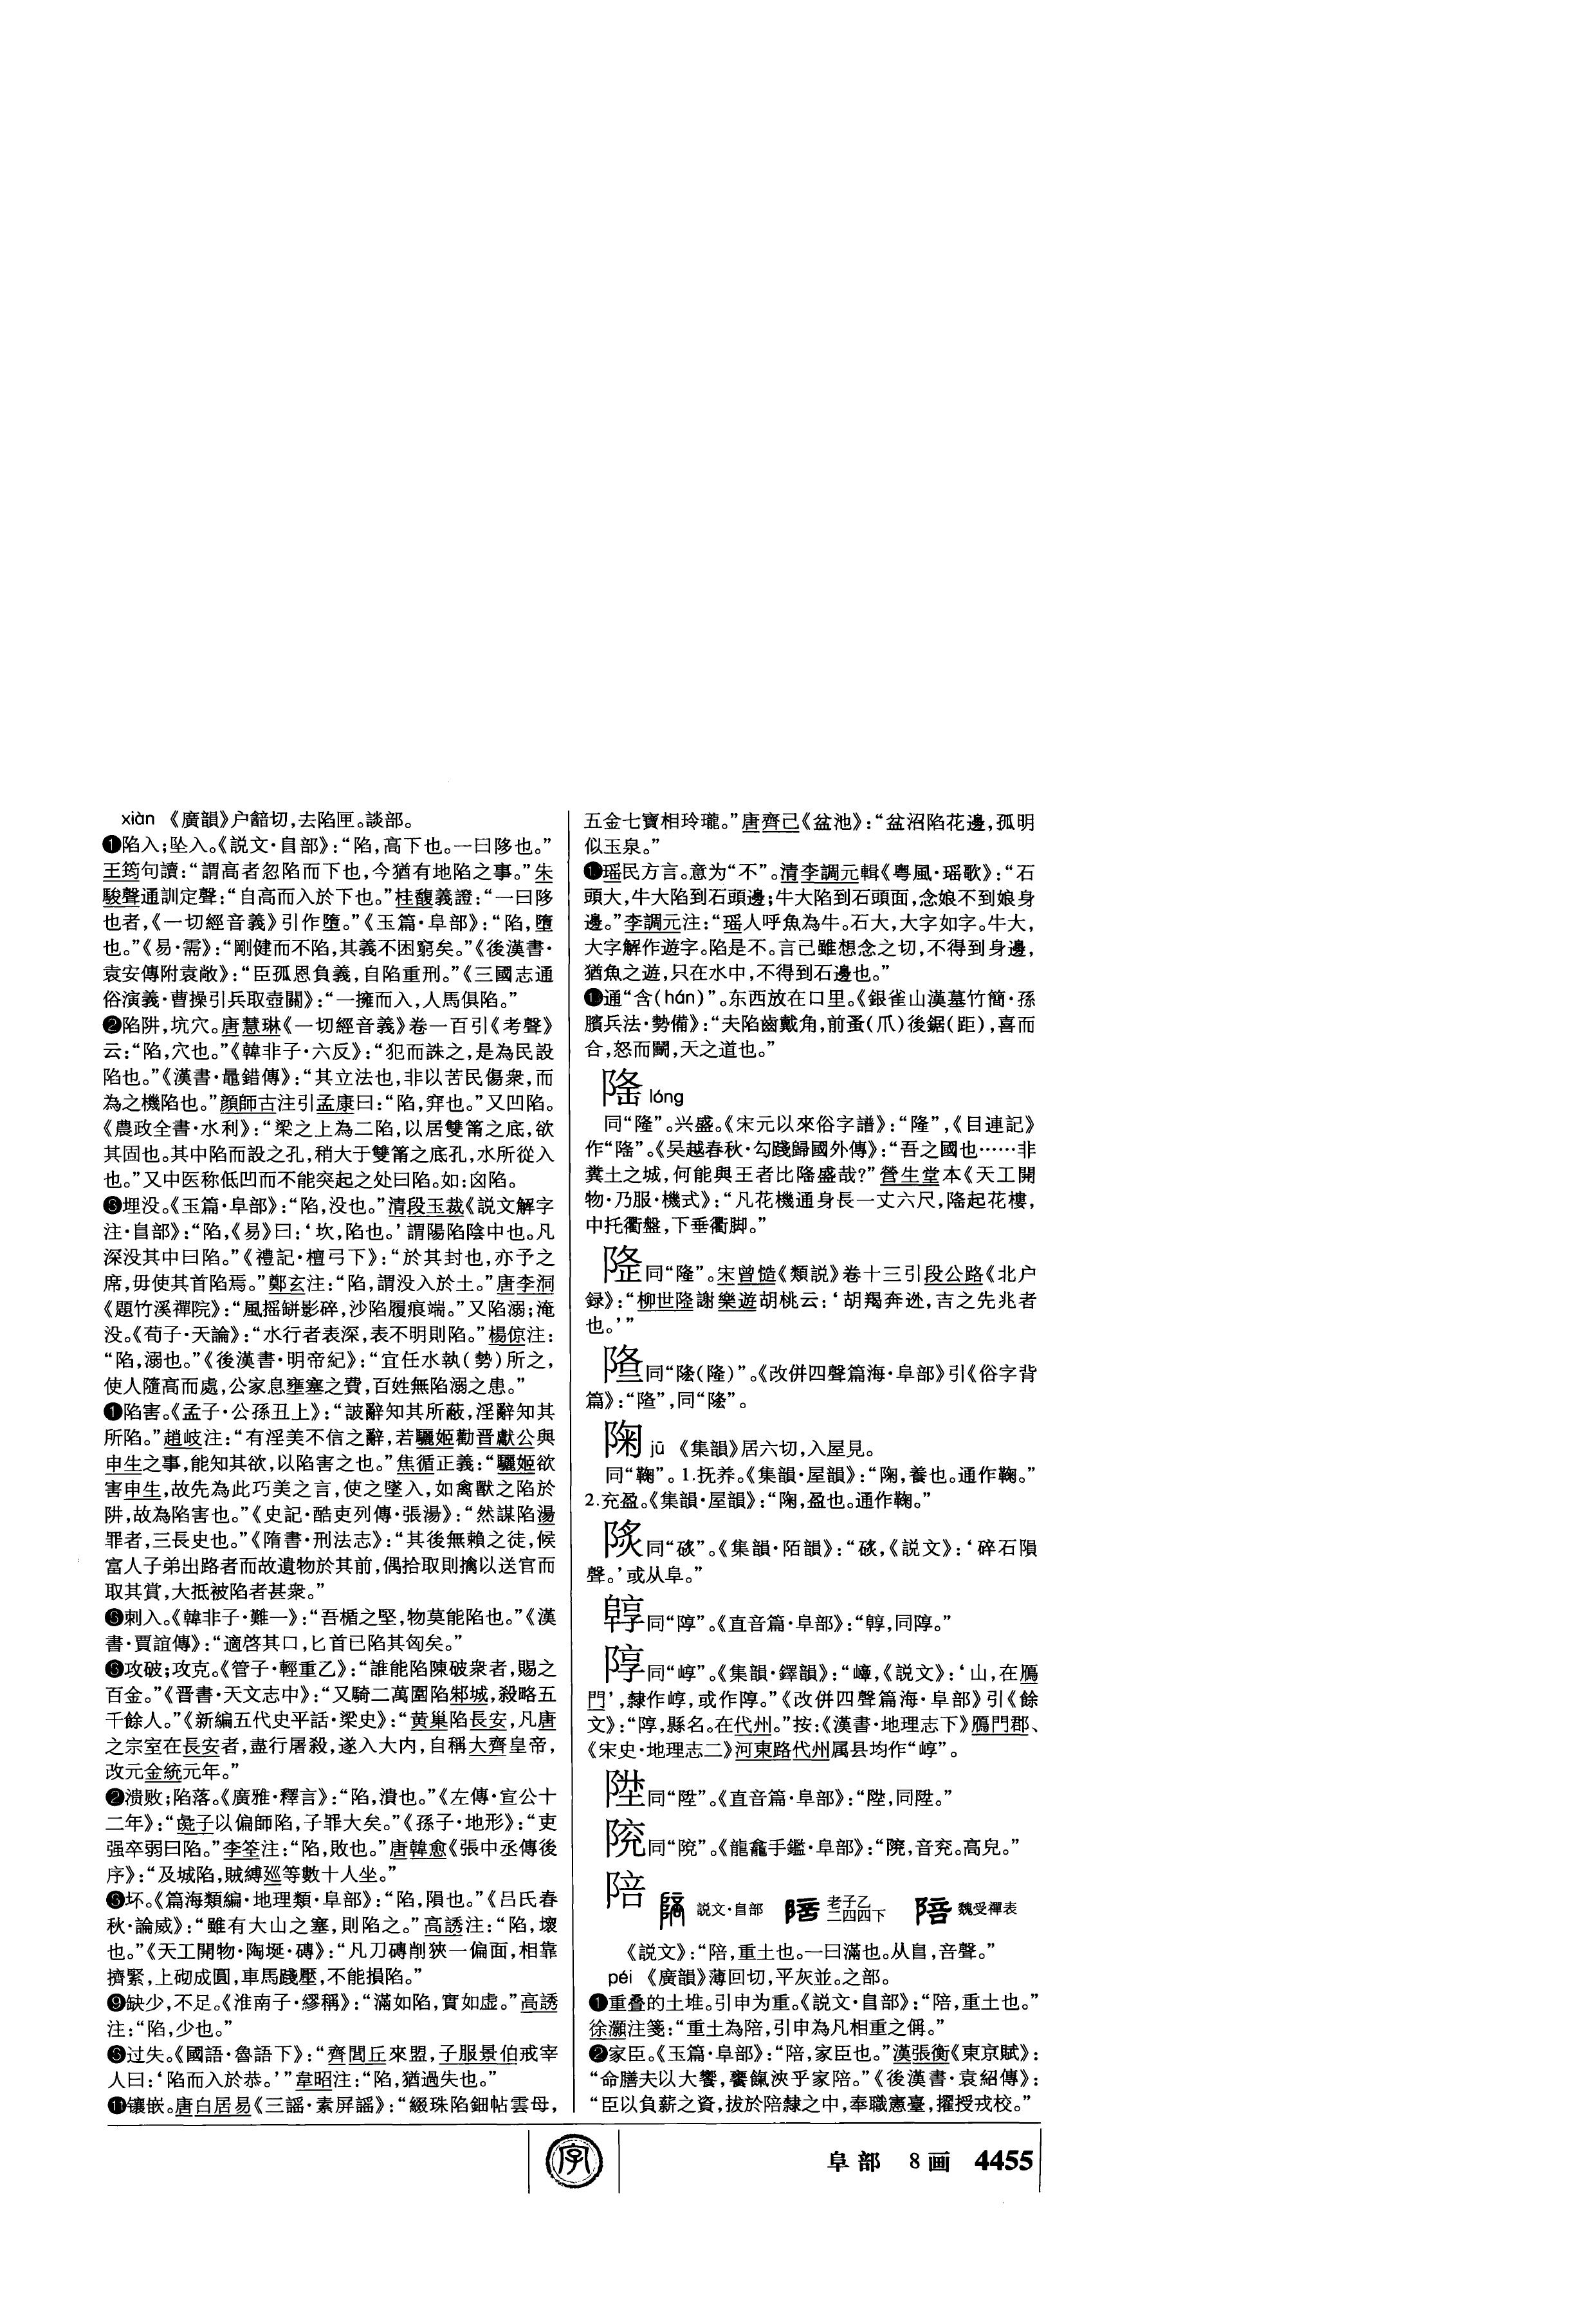 xiàn 《廣韻》户韽切,去陷匣。談部。
❶陷入;坠入。《説文·𨸏部》:“陷,高下也。一曰陊也。”
王筠句讀:“謂高者忽陷而下也,今猶有地陷之事。”朱
駿聲通訓定聲:“自高而入於下也。”桂馥義證:“一曰陊
也者,《一切經音義》引作墮。”《玉篇·阜部》:“陷,墮
也。”《易·需》:“剛健而不陷,其義不困窮矣。”《後漢書·
袁安傳附袁敞》:“臣孤恩負義,自陷重刑。”《三國志通
俗演義·曹操引兵取壺關》:“一擁而入,人馬俱陷。”
❷陷阱,坑穴。唐慧琳《一切經音義》卷一百引《考聲》
云:“陷,穴也。”《韓非子·六反》:“犯而誅之,是為民設
陷也。”《漢書·鼂錯傳》:“其立法也,非以苦民傷衆,而
為之機陷也。”顔師古注引孟康曰:“陷,穽也。”又凹陷。
《農政全書·水利》:“梁之上為二陷,以居雙筩之底,欲
其固也。其中陷而設之孔,稍大于雙筩之底孔,水所從入
也。”又中医称低凹而不能突起之处曰陷。如:囟陷。
❸埋没。《玉篇·阜部》:“陷,没也。”清段玉裁《説文解字
注·𨸏部》:“陷,《易》曰:‘坎,陷也。’謂陽陷陰中也。凡
深没其中曰陷。”《禮記·檀弓下》:“於其封也,亦予之
席,毋使其首陷焉。”鄭玄注:“陷,謂没入於土。”唐李洞
《題竹溪禪院》:“風摇缾影碎,沙陷履痕端。”又陷溺;淹
没。《荀子·天論》:“水行者表深,表不明則陷。”楊倞注:
“陷,溺也。”《後漢書·明帝紀》:“宜任水埶(勢)所之,
使人隨高而處,公家息壅塞之費,百姓無陷溺之患。”
❶陷害。《孟子·公孫丑上》:“詖辭知其所蔽,淫辭知其
所陷。”趙岐注:“有淫美不信之辭,若驪姬勸晋獻公與
申生之事,能知其欲,以陷害之也。”焦循正義:“驪姬欲
害申生,故先為此巧美之言,使之墜入,如禽獸之陷於
阱,故為陷害也。”《史記·酷吏列傳·張湯》:“然謀陷湯
罪者,三長史也。”《隋書·刑法志》:“其後無賴之徒,候
富人子弟出路者而故遺物於其前,偶拾取則擒以送官而
取其賞,大抵被陷者甚衆。”
❺刺入。《韓非子·難一》:“吾楯之堅,物莫能陷也。”《漢
書·賈誼傳》:“適啓其口,匕首已陷其匈矣。”
❻攻破;攻克。《管子·輕重乙》:“誰能陷陳破衆者,賜之
百金。”《晋書·天文志中》:“又騎二萬圍陷邾城,殺略五
千餘人。”《新編五代史平話·梁史》:“黄巢陷長安,凡唐
之宗室在長安者,盡行屠殺,遂入大内,自稱大齊皇帝,
改元金統元年。”
❷溃败;陷落。《廣雅·釋言》:“陷,潰也。”《左傳·宣公十
二年》:“彘子以偏師陷,子罪大矣。”《孫子·地形》:“吏
强卒弱曰陷。”李筌注:“陷,敗也。”唐韓愈《張中丞傳後
序》:“及城陷,賊縛廵等數十人坐。”
❽坏。《篇海類編·地理類·阜部》:“陷,隕也。”《吕氏春
秋·論威》:“雖有大山之塞,則陷之。”高誘注:“陷,壞
也。”《天工開物·陶埏·磚》:“凡刀磚削狹一偏面,相靠
擠緊,上砌成圓,車馬踐壓,不能損陷。”
❾缺少,不足。《淮南子·繆稱》:“滿如陷,實如虚。”高誘
注:“陷,少也。”
❻过失。《國語·魯語下》:“齊閭丘來盟,子服景伯戒宰
人曰:‘陷而入於恭。’”韋昭注:“陷,猶過失也。”
⓫镶嵌。唐白居易《三謡·素屏謡》:“綴珠陷鈿帖雲母,
五金七寶相玲瓏。”唐齊己《盆池》:“盆沼陷花邊,孤明
似玉泉。”
❶瑶民方言。意为“不”。清李調元輯《粤風·瑶歌》:“石
頭大,牛大陷到石頭邊;牛大陷到石頭面,念娘不到娘身
邊。”李調元注:“瑶人呼魚為牛。石大,大字如字。牛大,
大字解作遊字。陷是不。言己雖想念之切,不得到身邊,
猶魚之遊,只在水中,不得到石邊也。”
❶通“含(hán)”。东西放在口里。《銀雀山漢墓竹簡·孫
臏兵法·勢備》:“夫陷齒戴角,前蚤(爪)後鋸(距),喜而
合,怒而鬭,天之道也。”
lóng
同“隆”。兴盛。《宋元以來俗字譜》:“隆”,《目連記》
作“𨺚”。《吴越春秋·勾踐歸國外傳》:“吾之國也……非
糞土之城,何能與王者比𨺚盛哉?”營生堂本《天工開
物·乃服·機式》:“凡花機通身長一丈六尺,𨺚起花樓,
中托衢盤,下垂衢脚。”
同“隆”。宋曾慥《類説》卷十三引段公路《北户
録》:“柳世隆謝樂遊胡桃云:‘胡羯奔迯,吉之先兆者
也。’”
同“𨺚(隆)”。《改併四聲篇海·阜部》引《俗字背
篇》:
陱 jū 《集韻》居六切,入屋見。
同“鞠”。1.抚养。《集韻·屋韻》:“陱,養也。通作鞠。”
2.充盈。《集韻·屋韻》:“陱,盈也。通作鞠。”
同“硋”。《集韻·陌韻》:“硋,《説文》:‘碎石隕
聲。’或从阜。”
同“𨹡”。《直音篇·阜部》:
同“崞”。《集韻·鐸韻》:《説文》:‘山,在鴈
門’,隸作崞,或作𨹡。”《改併四聲篇海·阜部》引《餘
文》:“𨹡,縣名。在代州。”按:《漢書·地理志下》鴈門郡、
《宋史·地理志二》河東路代州属县均作“崞”。
陞 同“陞”。《直音篇·阜部》:“陞,同陞。”
《龍龕手鑑·阜部》:音兖。高皃。”
陪 説文·𨸏部 老子乙二四四下 魏受禪表
《説文》:“陪,重土也。一曰滿也。从𨸏,咅聲。”
péi 《廣韻》薄回切,平灰並。之部。
❶重叠的土堆。引申为重。《説文·𨸏部》:“陪,重土也。”
徐灝注箋:“重土為陪,引申為凡相重之偁。”
❷家臣。《玉篇·阜部》:“陪,家臣也。”漢張衡《東京賦》:
“命膳夫以大饗,饔餼浹乎家陪。”《後漢書·袁紹傳》:
“臣以負薪之資,拔於陪隸之中,奉職憲臺,擢授戎校。”
字
阜部 8画 4455